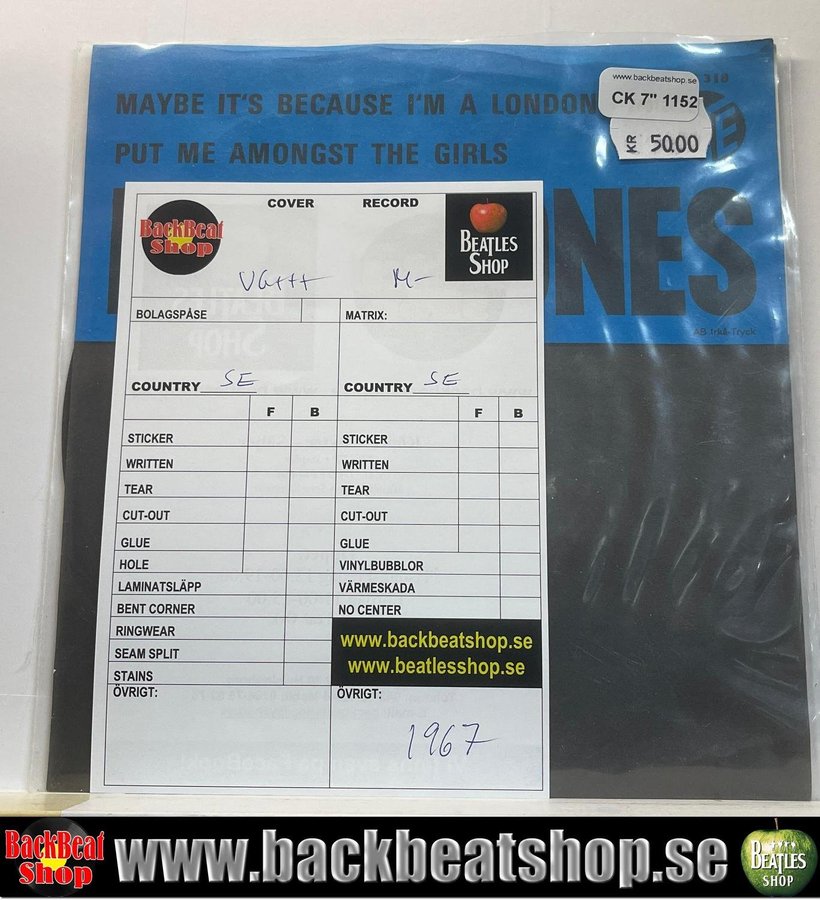 www.backbeatshop.se
318
CK 7" 1152
MAYBE IT'S BECAUSE I'M A LONDON
KR 50.00
PUT ME AMONGST THE GIRLS
NES
AB Irko-Tryck
COVER RECORD
BackBeat
Shop
BEATLES
SHOP
VG+++ M-
BOLAGSPÅSE MATRIX:
COUNTRY SE COUNTRY SE
F B F B
STICKER STICKER
WRITTEN WRITTEN
TEAR TEAR
CUT-OUT CUT-OUT
GLUE GLUE
HOLE VINYLBUBBLOR
LAMINATSLÄPP VÄRMESKADA
BENT CORNER NO CENTER
RINGWEAR
SEAM SPLIT
STAINS
www.backbeatshop.se
www.beatlesshop.se
ÖVRIGT: ÖVRIGT:
1967
BackBeat
Shop
www.backbeatshop.se
BEATLES
SHOP